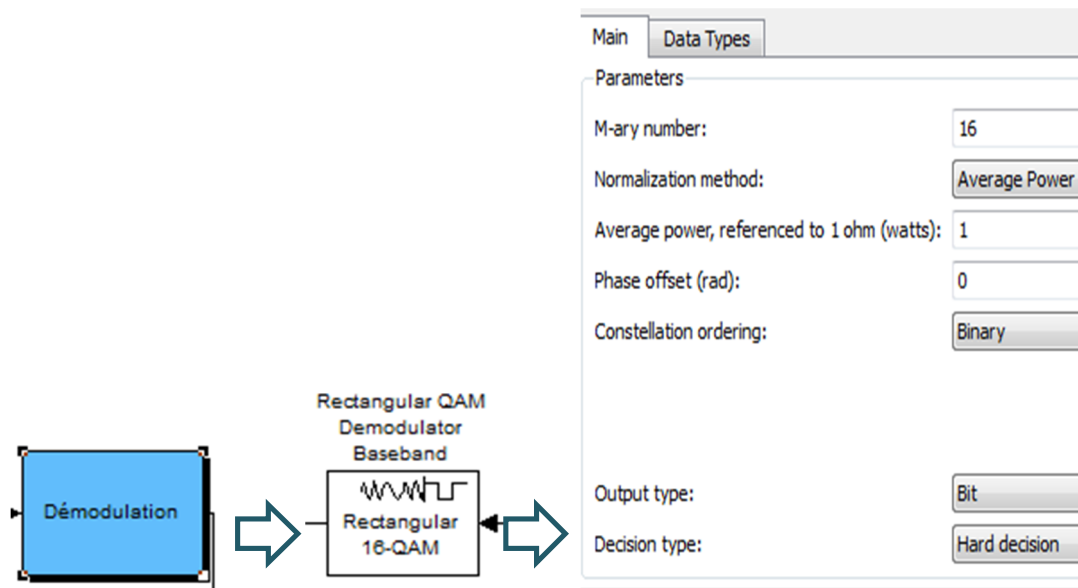 Main
Data Types
Parameters
M-ary number:
16
Normalization method:
Average Power
Average power, referenced to 1 ohm (watts):
1
Phase offset (rad):
0
Constellation ordering:
Binary
Output type:
Bit
Decision type:
Hard decision
Rectangular QAM
Demodulator
Baseband
Rectangular
16-QAM
Démodulation